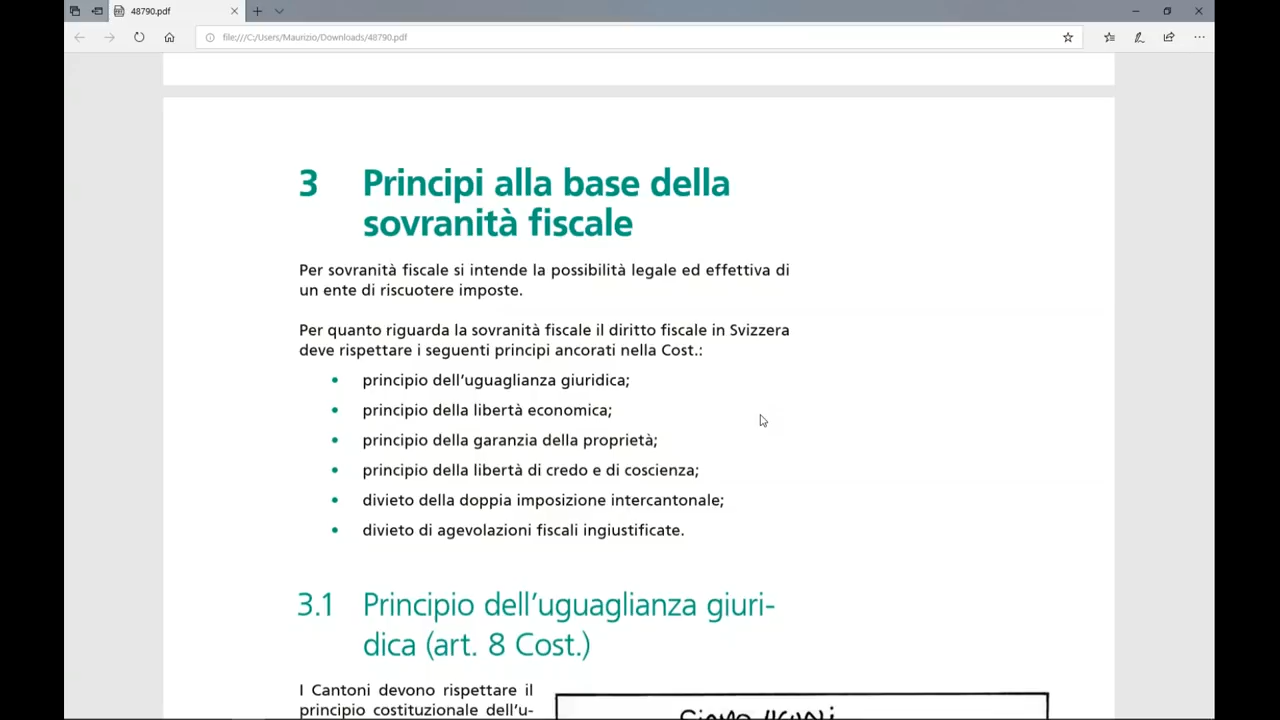 48790.pdf
file:///C:/Users/Maurizio/Downloads/48790.pdf
3 Principi alla base della
sovranità fiscale
Per sovranità fiscale si intende la possibilità legale ed effettiva di
un ente di riscuotere imposte.
Per quanto riguarda la sovranità fiscale il diritto fiscale in Svizzera
deve rispettare i seguenti principi ancorati nella Cost.:
• principio dell'uguaglianza giuridica;
• principio della libertà economica;
• principio della garanzia della proprietà;
• principio della libertà di credo e di coscienza;
• divieto della doppia imposizione intercantonale;
• divieto di agevolazioni fiscali ingiustificate.
3.1 Principio dell'uguaglianza giuri-
dica (art. 8 Cost.)
I Cantoni devono rispettare il
principio costituzionale dell'u-